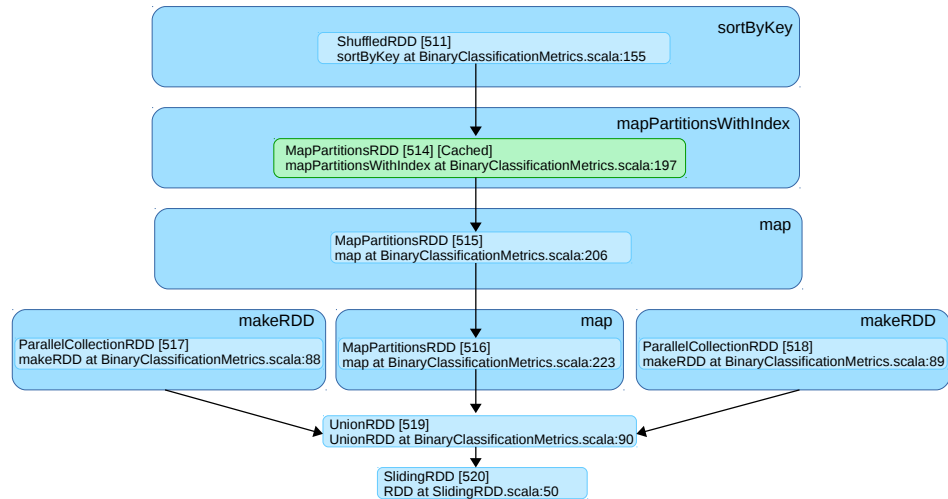 sortByKey
ShuffledRDD [511]
sortByKey at BinaryClassificationMetrics.scala:155
mapPartitionsWithIndex
MapPartitionsRDD [514] [Cached]
mapPartitionsWithIndex at BinaryClassificationMetrics.scala:197
map
MapPartitionsRDD [515]
map at BinaryClassificationMetrics.scala:206
makeRDD
ParallelCollectionRDD [517]
makeRDD at BinaryClassificationMetrics.scala:88
map
MapPartitionsRDD [516]
map at BinaryClassificationMetrics.scala:223
makeRDD
ParallelCollectionRDD [518]
makeRDD at BinaryClassificationMetrics.scala:89
UnionRDD [519]
UnionRDD at BinaryClassificationMetrics.scala:90
SlidingRDD [520]
RDD at SlidingRDD.scala:50